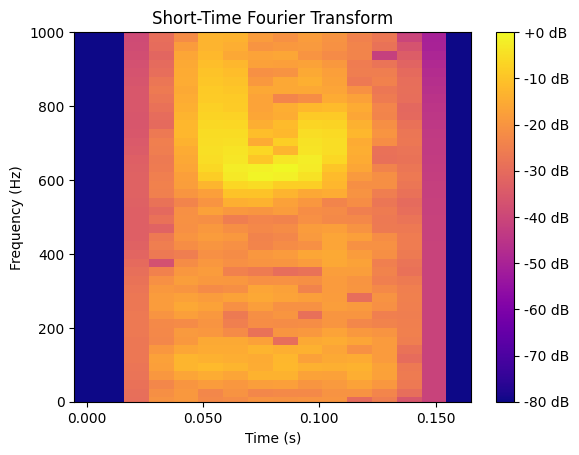 Short-Time Fourier Transform
1000
800
600
400
200
0
Frequency (Hz)
0.000
0.050
0.100
0.150
Time (s)
+0 dB
-10 dB
-20 dB
-30 dB
-40 dB
-50 dB
-60 dB
-70 dB
-80 dB